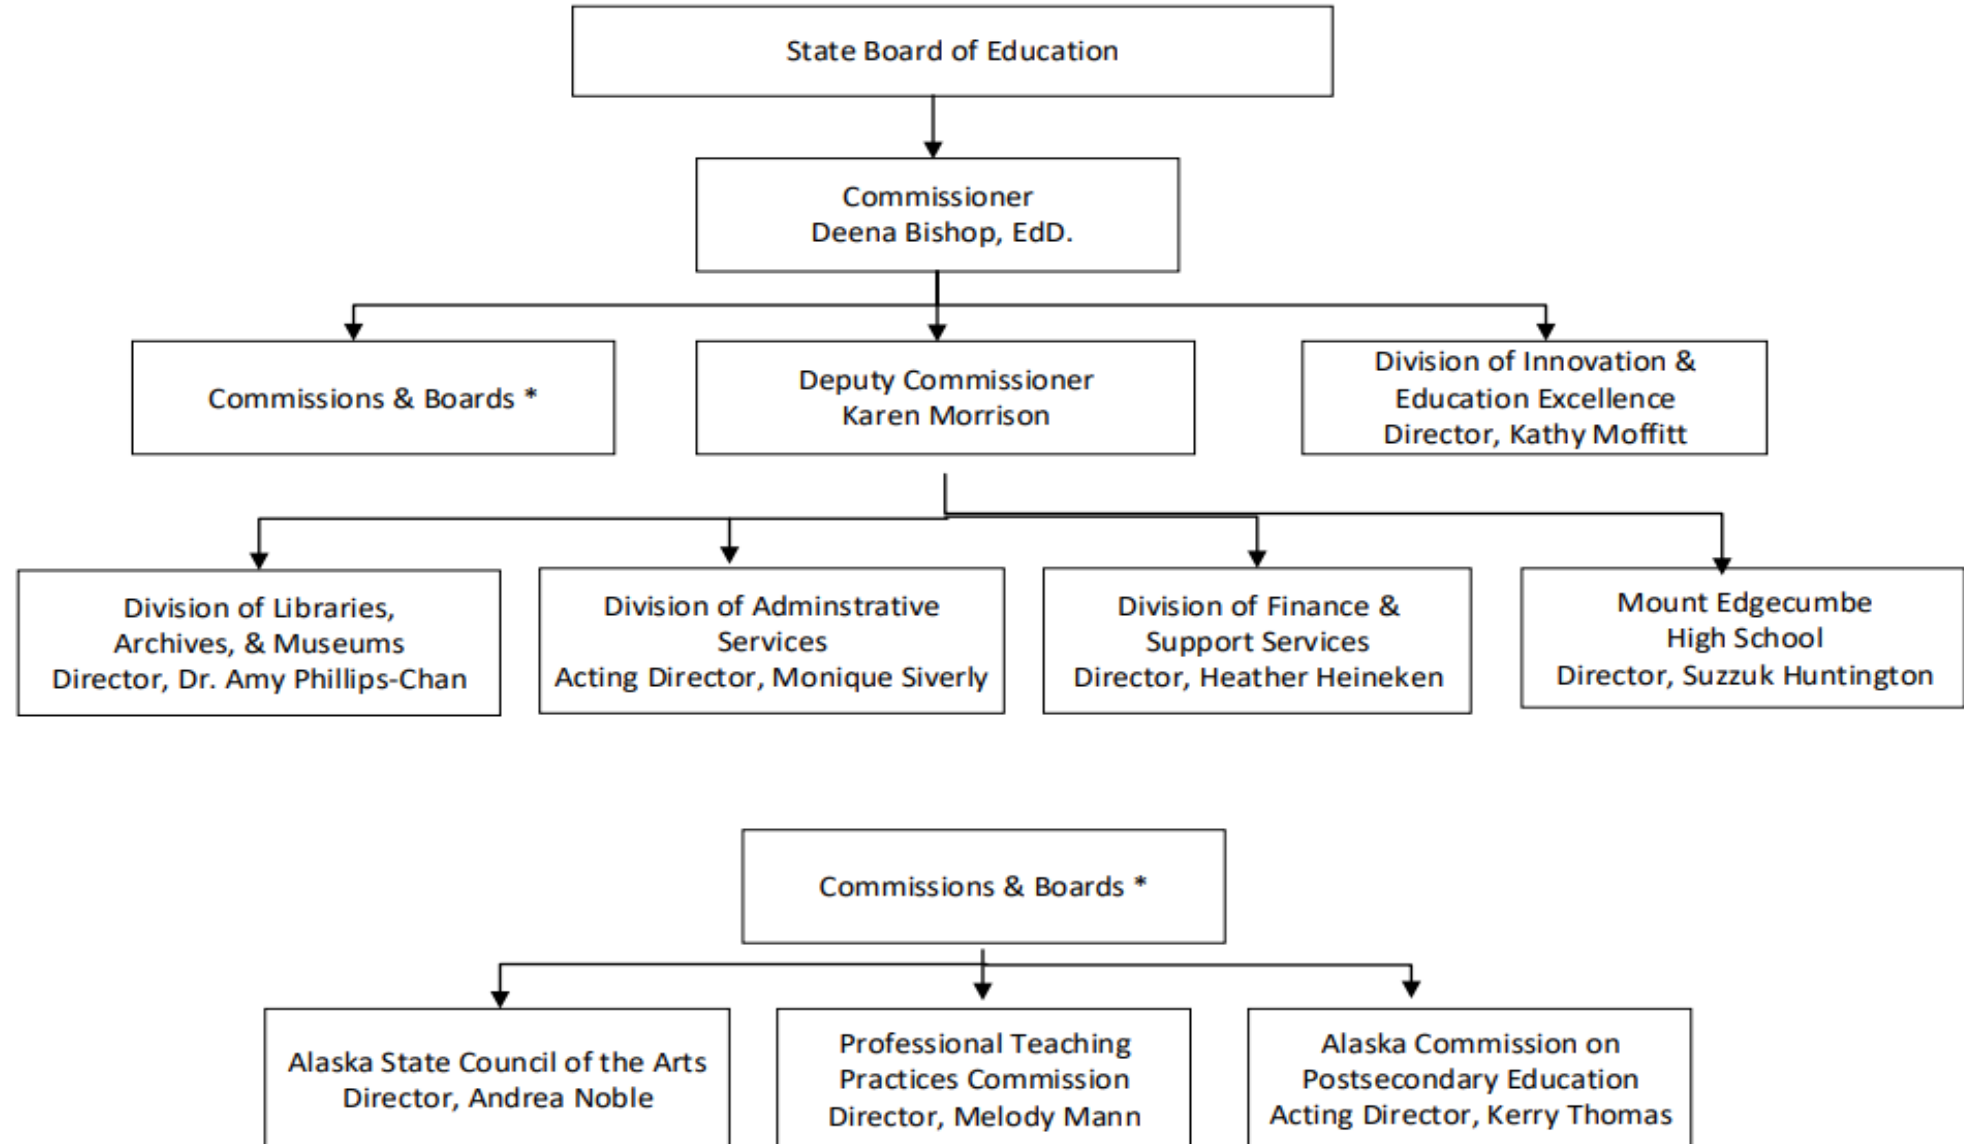 State Board of Education
Commissioner
Deena Bishop, EdD.
Commissions & Boards *
Deputy Commissioner
Karen Morrison
Division of Innovation &
Education Excellence
Director, Kathy Moffitt
Division of Libraries,
Archives, & Museums
Director, Dr. Amy Phillips-Chan
Division of Adminstrative
Services
Acting Director, Monique Siverly
Division of Finance &
Support Services
Director, Heather Heineken
Mount Edgecumbe
High School
Director, Suzzuk Huntington
Commissions & Boards *
Alaska State Council of the Arts
Director, Andrea Noble
Professional Teaching
Practices Commission
Director, Melody Mann
Alaska Commission on
Postsecondary Education
Acting Director, Kerry Thomas